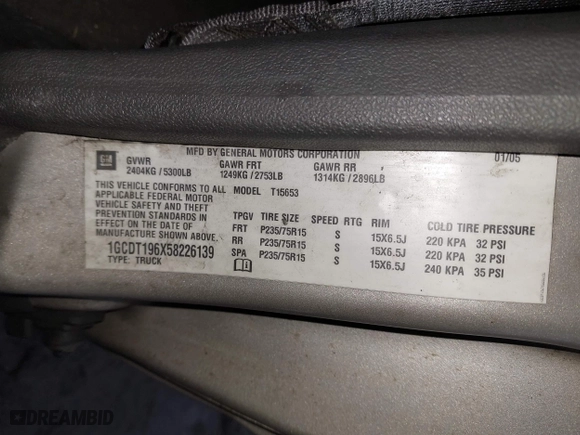 MFD BY GENERAL MOTORS CORPORATION 01/05
GM GVWR GAWR FRT GAWR RR
2404KG / 5300LB 1249KG / 2753LB 1314KG / 2896LB
THIS VEHICLE CONFORMS TO ALL MODEL T15653
APPLICABLE FEDERAL MOTOR
VEHICLE SAFETY AND THEFT
PREVENTION STANDARDS IN
EFFECT ON THE DATE OF
MANUFACTURE SHOWN ABOVE.
1GCDT196X58226139
TYPE: TRUCK
TPGV TIRE SIZE SPEED RTG RIM COLD TIRE PRESSURE
FRT P235/75R15 S 15X6.5J 220 KPA 32 PSI
RR P235/75R15 S 15X6.5J 220 KPA 32 PSI
SPA P235/75R15 S 15X6.5J 240 KPA 35 PSI
DREAMBID